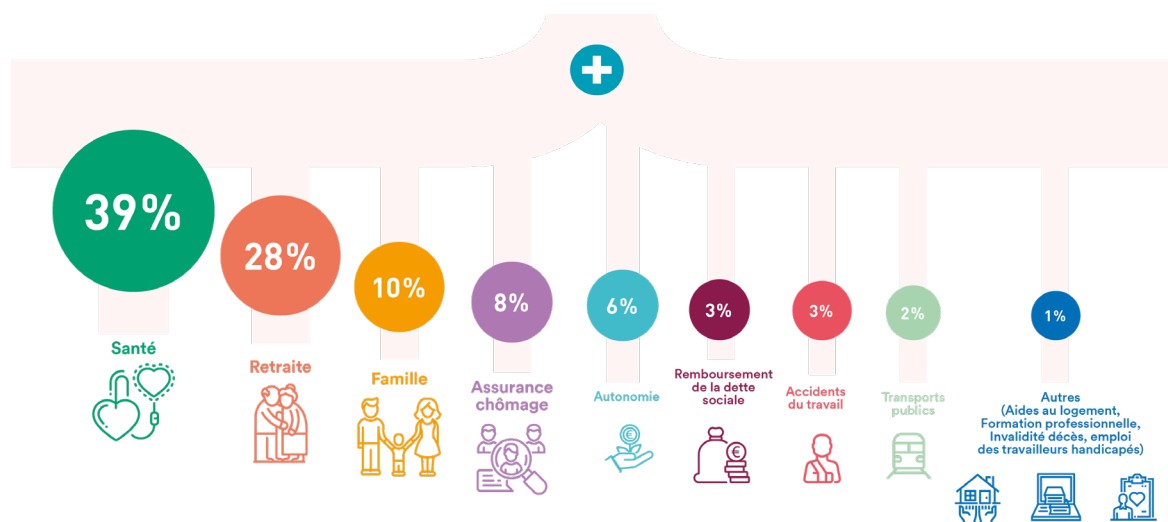 39%
Santé
28%
Retraite
10%
Famille
8%
Assurance
chômage
6%
Autonomie
3%
Remboursement
de la dette
sociale
3%
Accidents
du travail
2%
Transports
publics
1%
Autres
(Aides au logement,
Formation professionnelle,
Invalidité décès, emploi
des travailleurs handicapés)